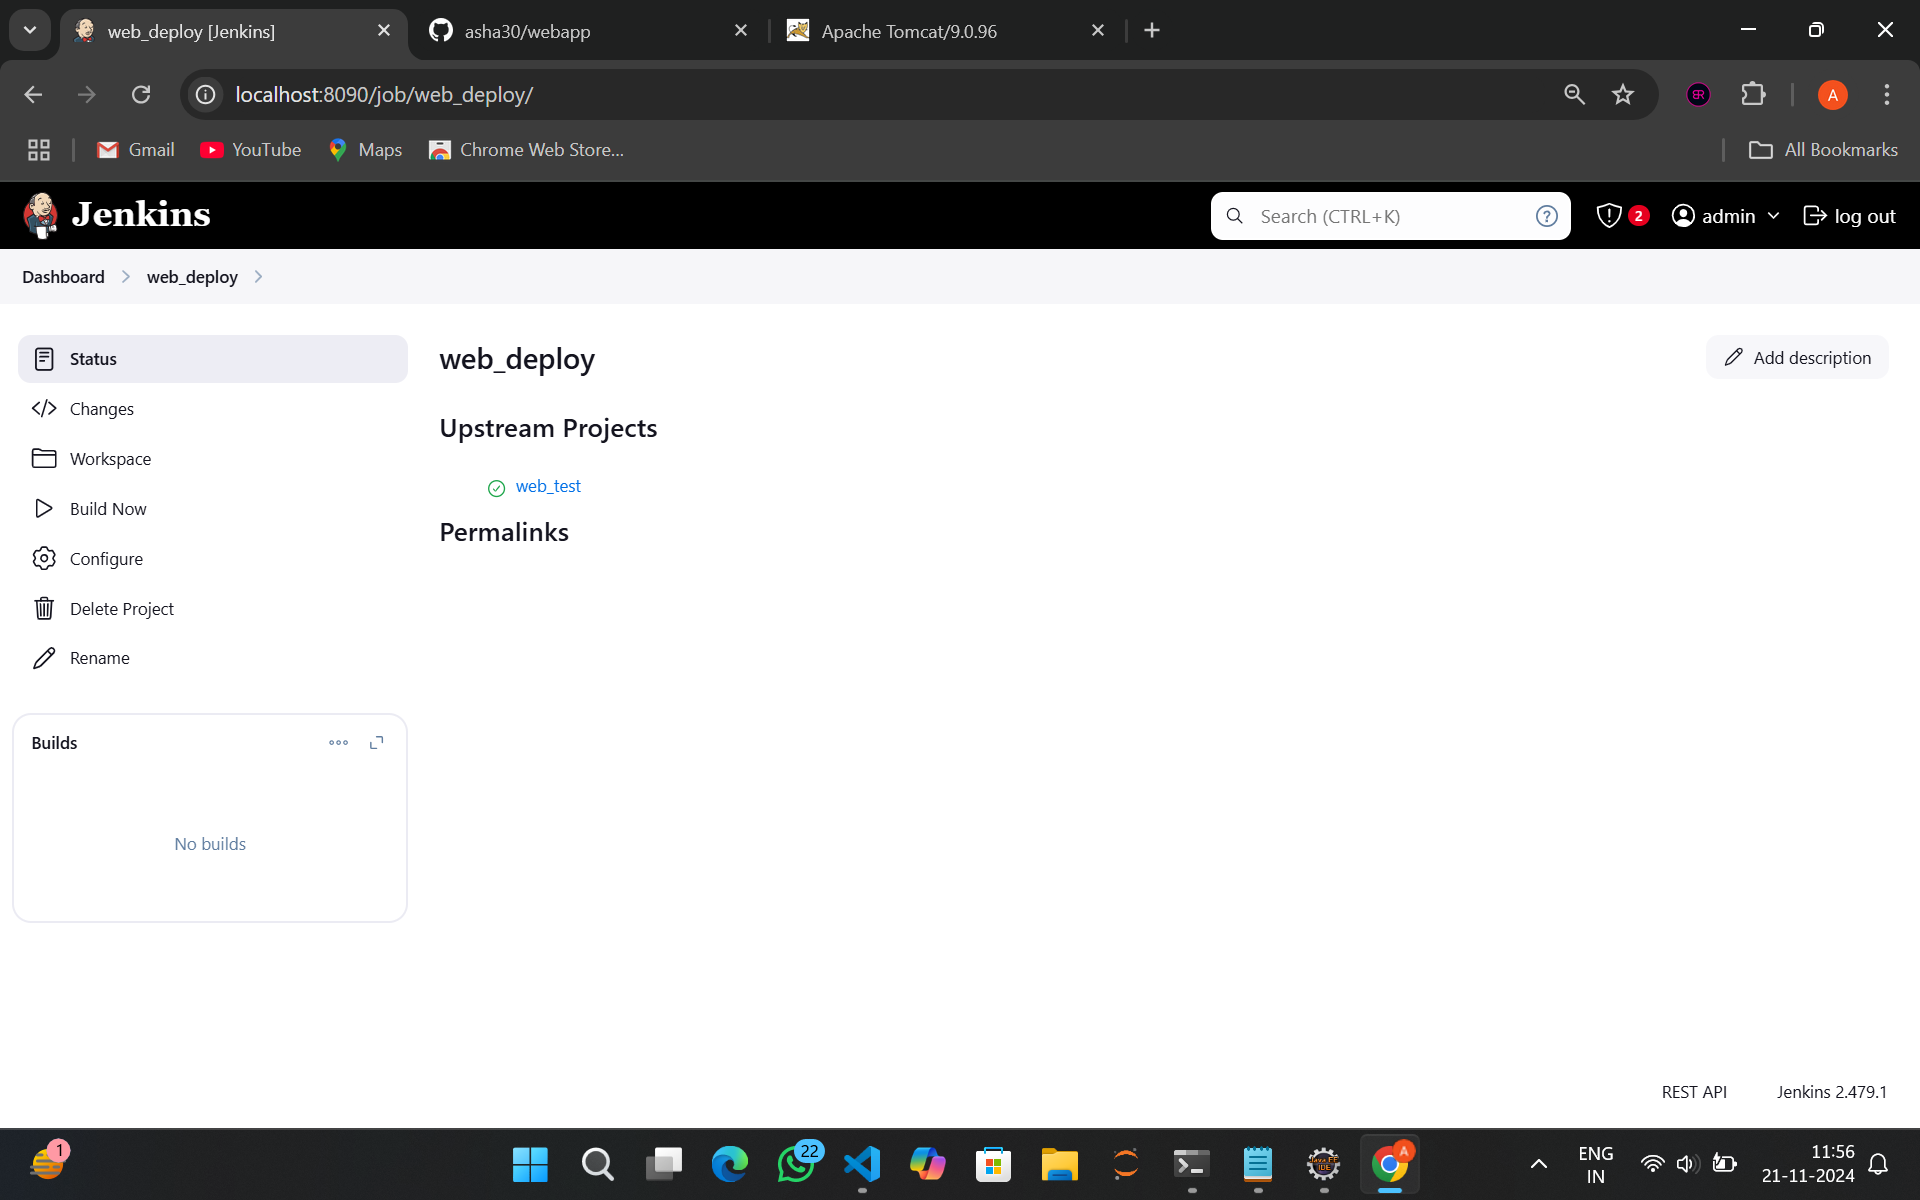 web_deploy [Jenkins]
asha30/webapp
Apache Tomcat/9.0.96
localhost:8090/job/web_deploy/
A
Gmail
YouTube
Maps
Chrome Web Store...
All Bookmarks
Jenkins
Search (CTRL+K)
?
2
admin
log out
Dashboard
web_deploy
Status
Changes
Workspace
Build Now
Configure
Delete Project
Rename
web_deploy
Add description
Upstream Projects
web_test
Permalinks
Builds
No builds
REST API
Jenkins 2.479.1
1
22
Java EE
IDE
A
ENG
IN
11:56
21-11-2024